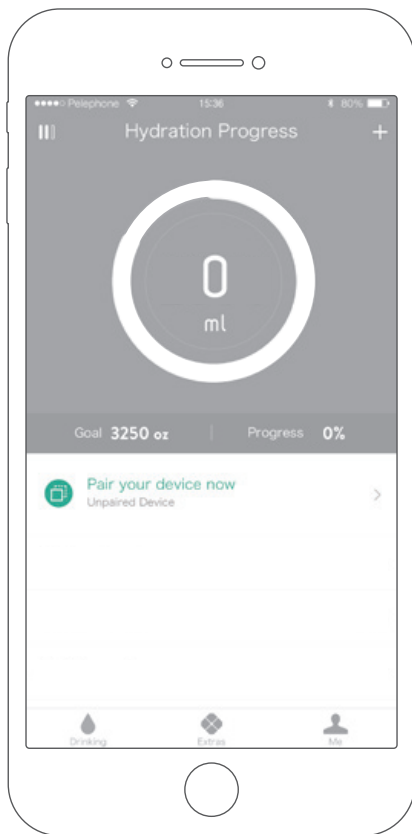 Pelephone 15:36 80%
Hydration Progress +
0
ml
Goal 3250 oz | Progress 0%
Pair your device now
Unpaired Device
Drinking Extras Me